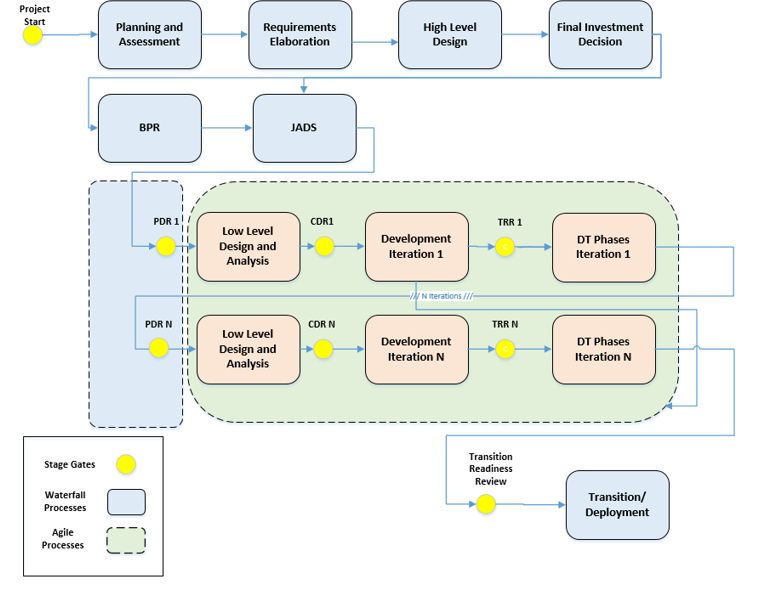 Project
Start
Planning and
Assessment
Requirements
Elaboration
High Level
Design
Final Investment
Decision
BPR
JADS
PDR 1
Low Level
Design and
Analysis
CDR1
Development
Iteration 1
TRR 1
C
DT Phases
Iteration 1
/// N Iterations ///
PDR N
Low Level
Design and
Analysis
CDR N
Development
Iteration N
TRR N
C
DT Phases
Iteration N
Stage Gates
Waterfall
Processes
Agile
Processes
Transition
Readiness
Review
Transition/
Deployment